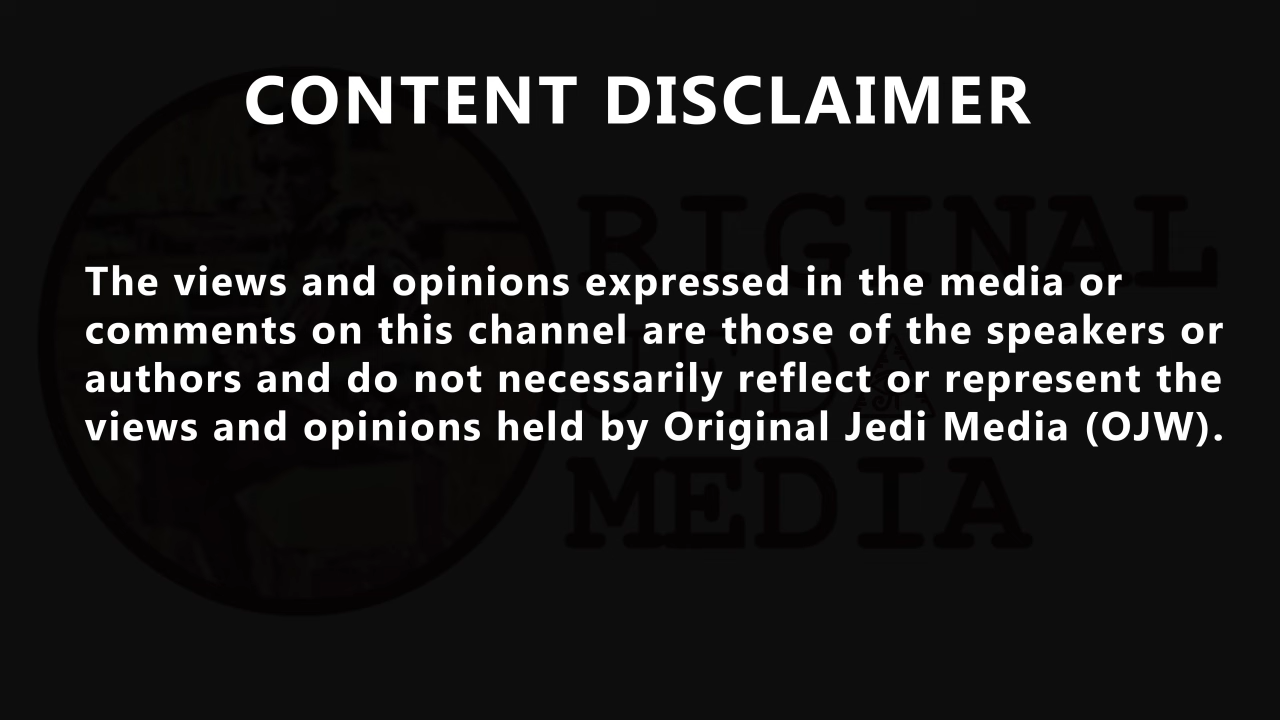 CONTENT DISCLAIMER
RIGINAL
The views and opinions expressed in the media or
comments on this channel are those of the speakers or
authors and do not necessarily reflect or represent the
views and opinions held by Original Jedi Media (OJW).
MEDIA